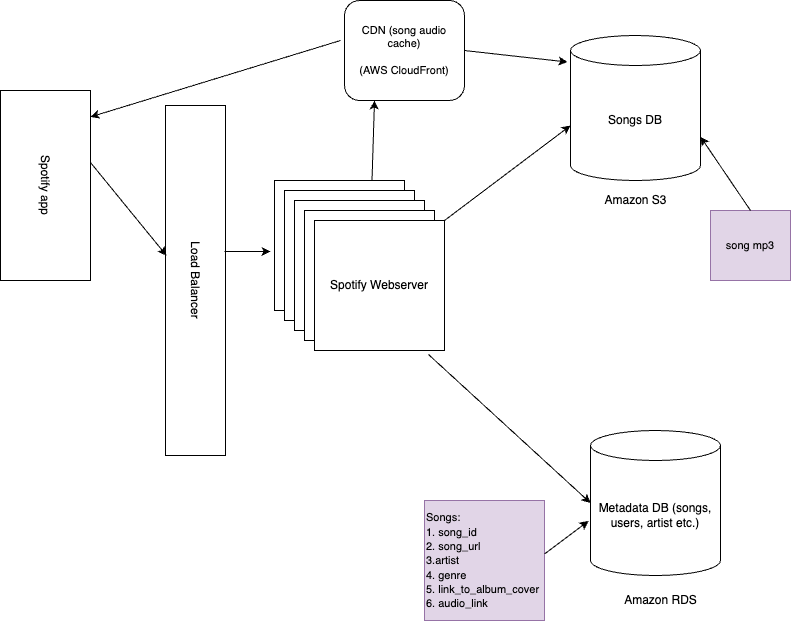 CDN (song audio
cache)
(AWS CloudFront)
Songs DB
Amazon S3
song mp3
Spotify app
Load Balancer
Spotify Webserver
Metadata DB (songs,
users, artist etc.)
Amazon RDS
Songs:
1. song_id
2. song_url
3.artist
4. genre
5. link_to_album_cover
6. audio_link